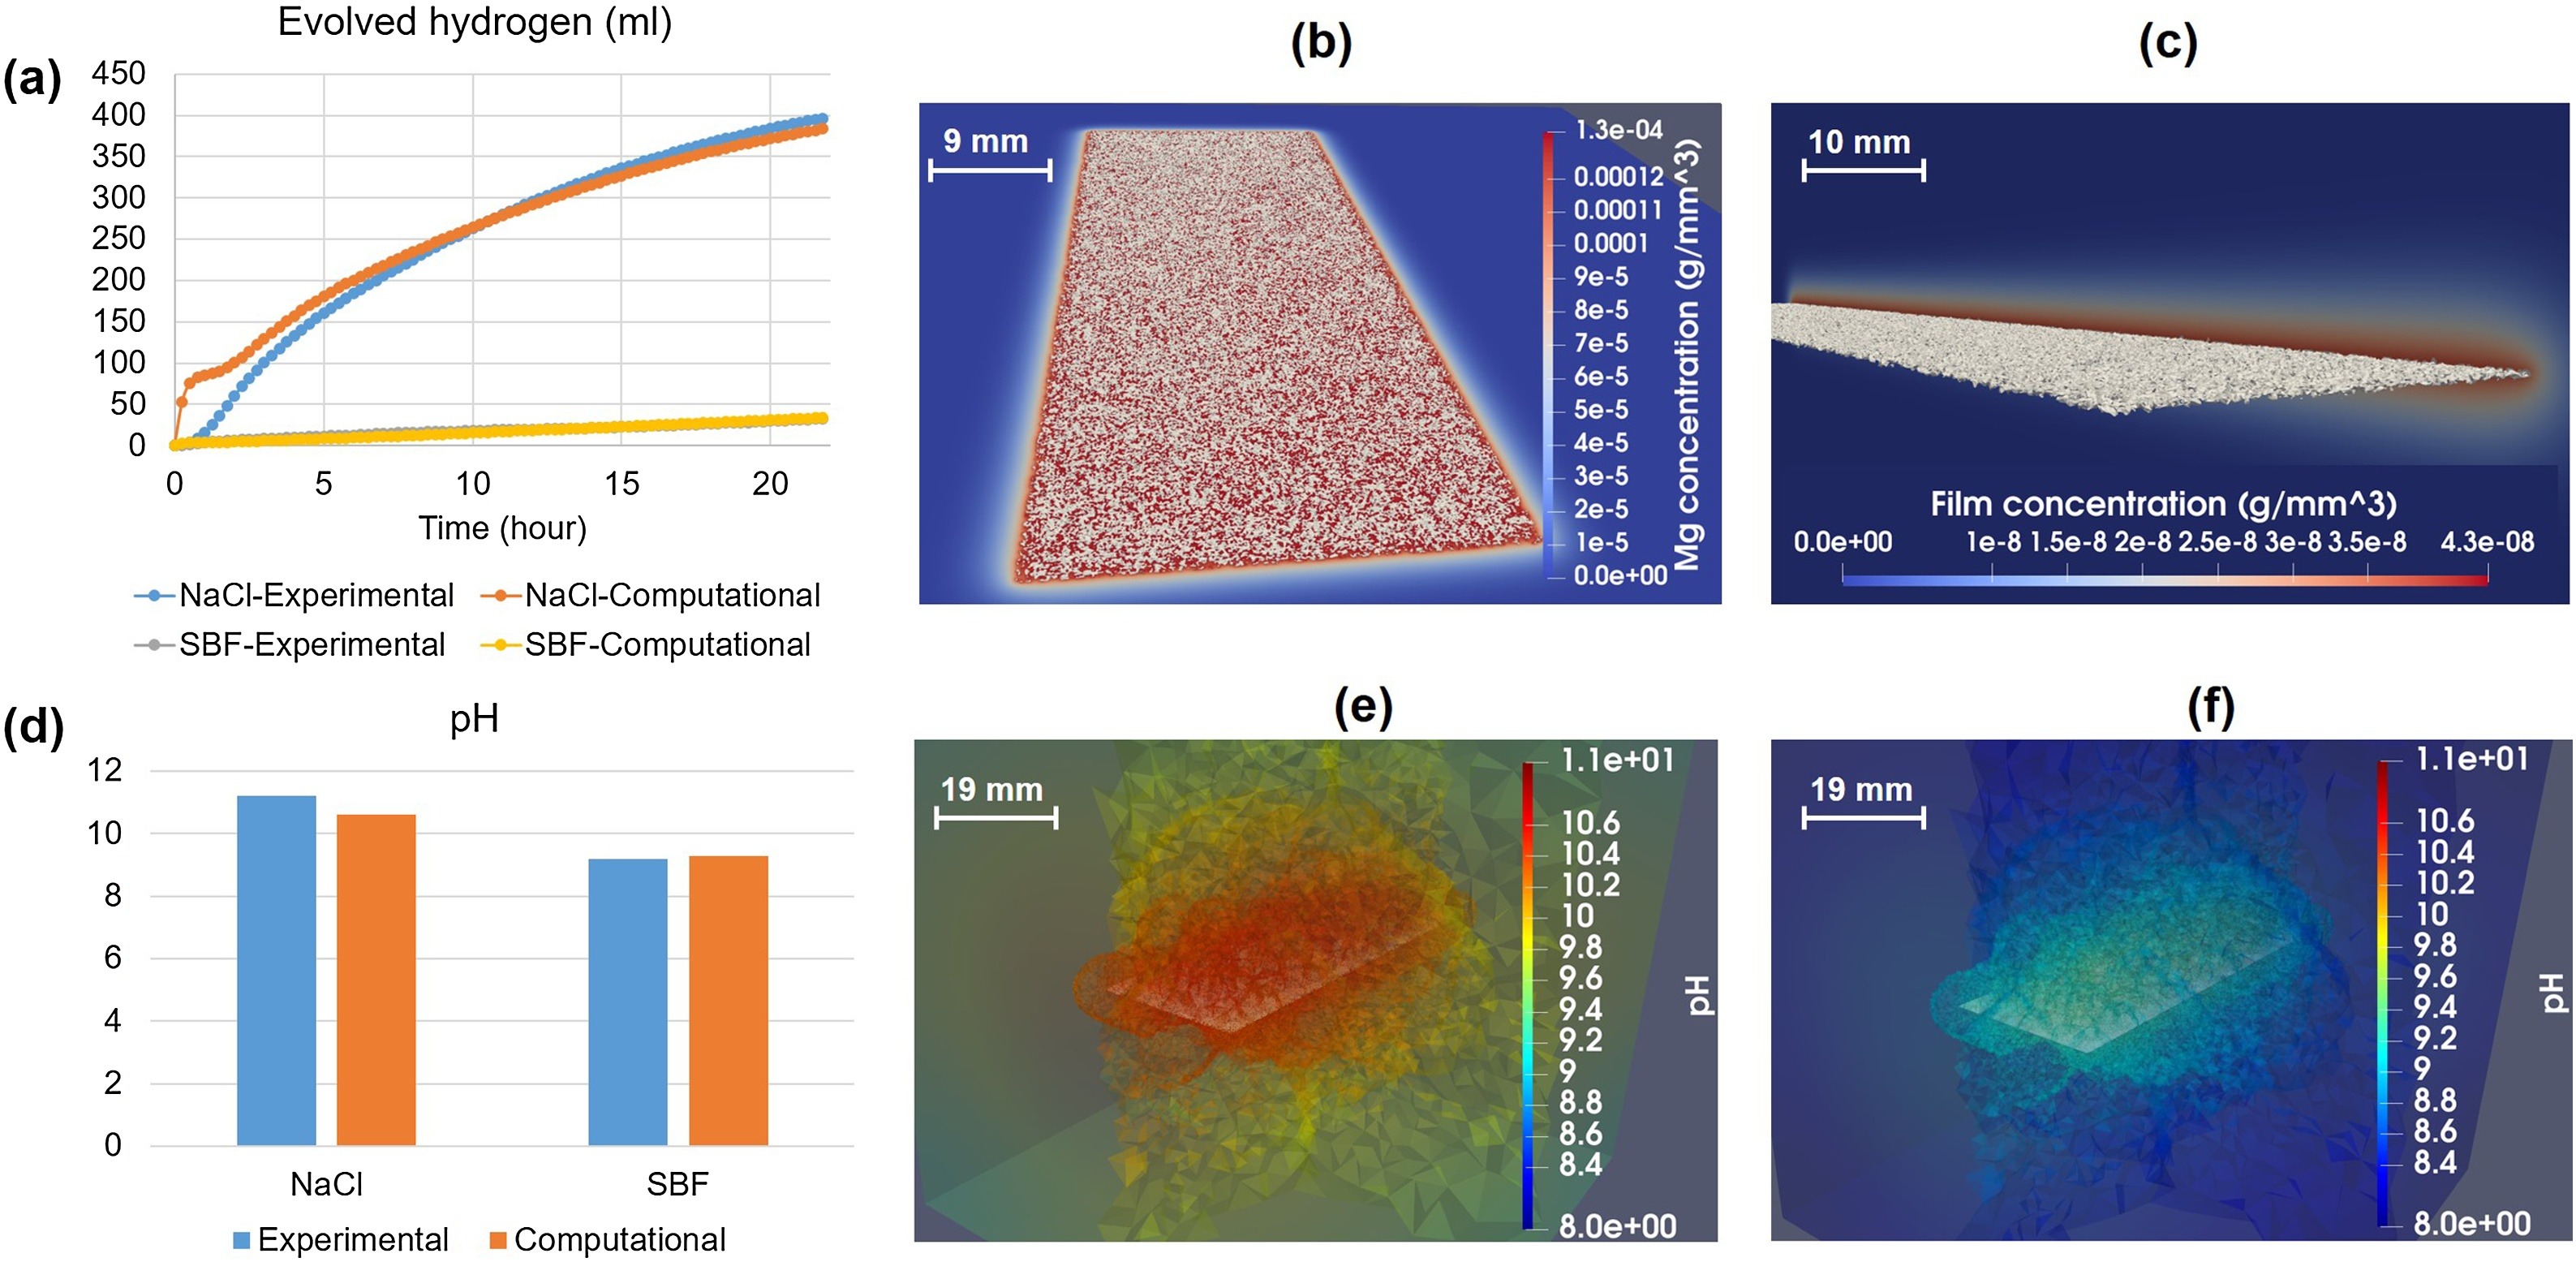 Evolved hydrogen (ml)
(a)
450
400
350
300
250
200
150
100
50
0
0 5 10 15 20
Time (hour)
NaCl-Experimental NaCl-Computational
SBF-Experimental SBF-Computational
(b)
9 mm
1.3e-04
0.00012
0.00011
0.0001
9e-5
8e-5
7e-5
6e-5
5e-5
4e-5
3e-5
2e-5
1e-5
0.0e+00
Mg concentration (g/mm^3)
(c)
10 mm
Film concentration (g/mm^3)
0.0e+00 1e-8 1.5e-8 2e-8 2.5e-8 3e-8 3.5e-8 4.3e-08
(d)
pH
12
10
8
6
4
2
0
NaCl SBF
Experimental Computational
(e)
19 mm
1.1e+01
10.6
10.4
10.2
10
9.8
9.6
9.4
9.2
9
8.8
8.6
8.4
8.0e+00
pH
(f)
19 mm
1.1e+01
10.6
10.4
10.2
10
9.8
9.6
9.4
9.2
9
8.8
8.6
8.4
8.0e+00
pH